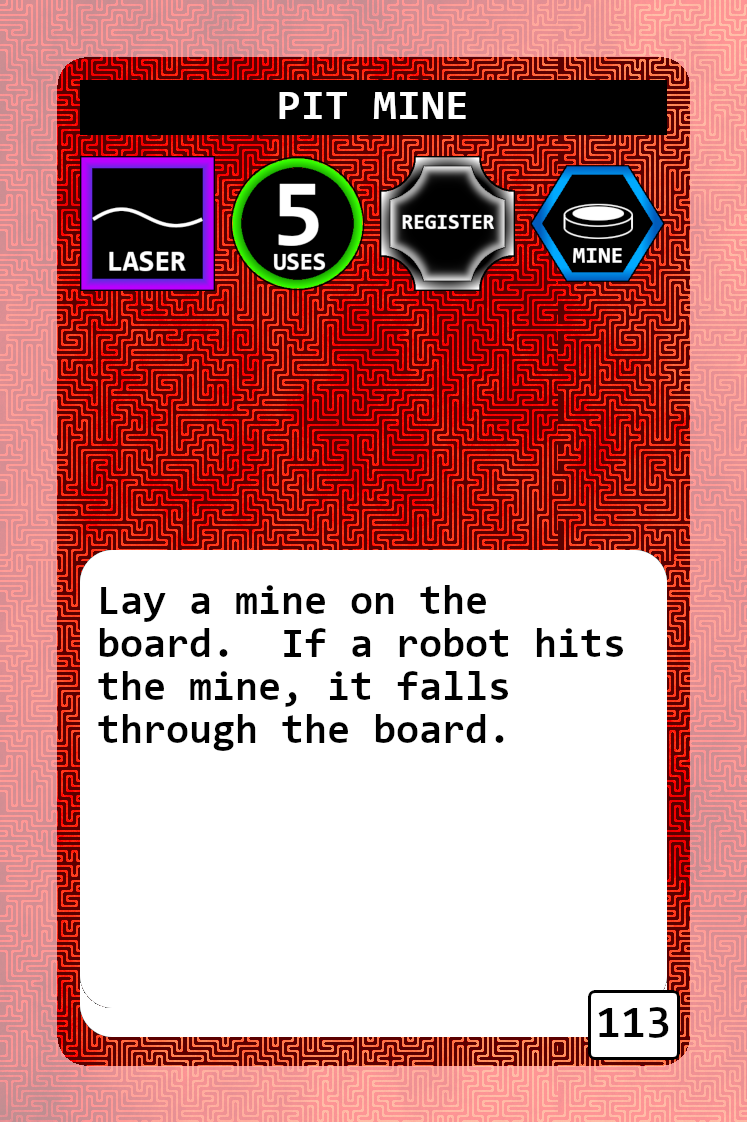 PIT MINE
LASER
5
USES
REGISTER
MINE
Lay a mine on the
board.  If a robot hits
the mine, it falls
through the board.
113